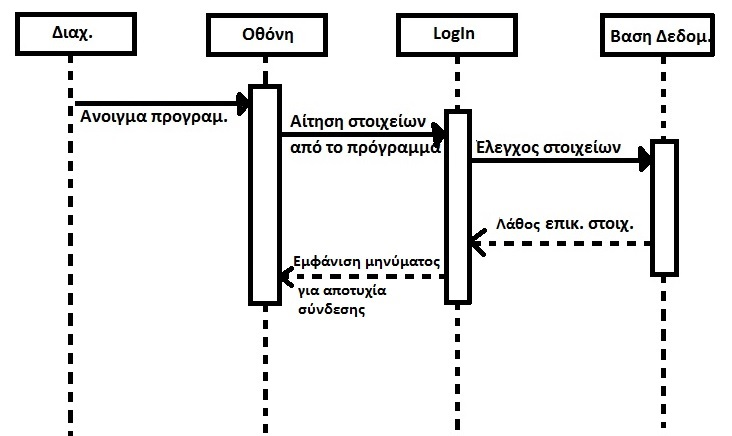 Διαχ.
Οθόνη
LogIn
Βαση Δεδομ.
Ανοιγμα προγραμ.
Αίτηση στοιχείων
από το πρόγραμμα
Έλεγχος στοιχείων
Λάθος επικ. στοιχ.
Εμφάνιση μηνύματος
για αποτυχία
σύνδεσης